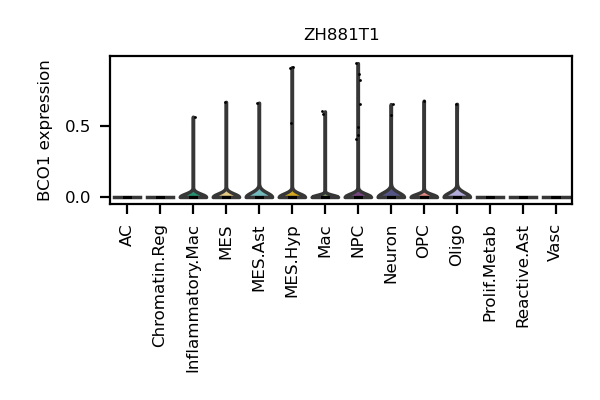 ZH881T1
BCO1 expression
0.5
0.0
AC
Chromatin.Reg
Inflammatory.Mac
MES
MES.Ast
MES.Hyp
Mac
NPC
Neuron
OPC
Oligo
Prolif.Metab
Reactive.Ast
Vasc